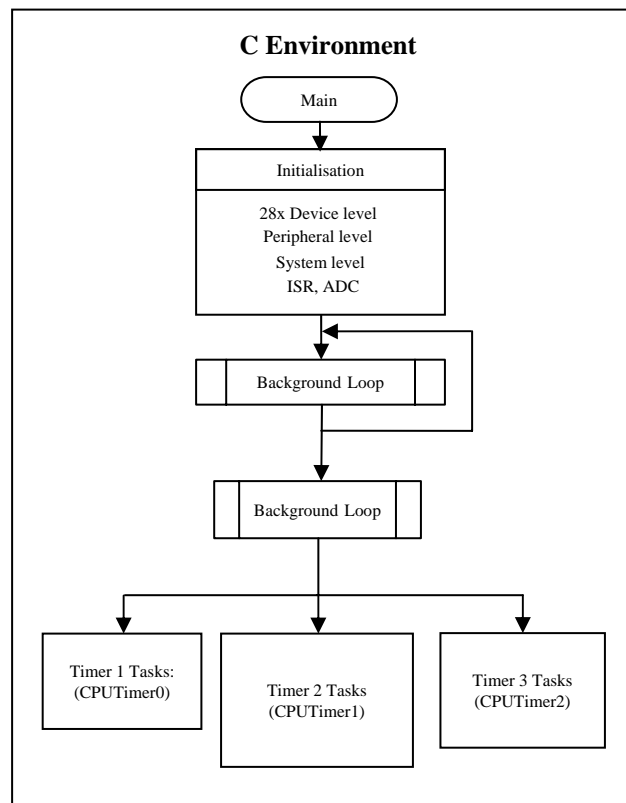 C Environment
Main
Initialisation
28x Device level
Peripheral level
System level
ISR, ADC
Background Loop
Background Loop
Timer 1 Tasks:
(CPUTimer0)
Timer 2 Tasks
(CPUTimer1)
Timer 3 Tasks
(CPUTimer2)